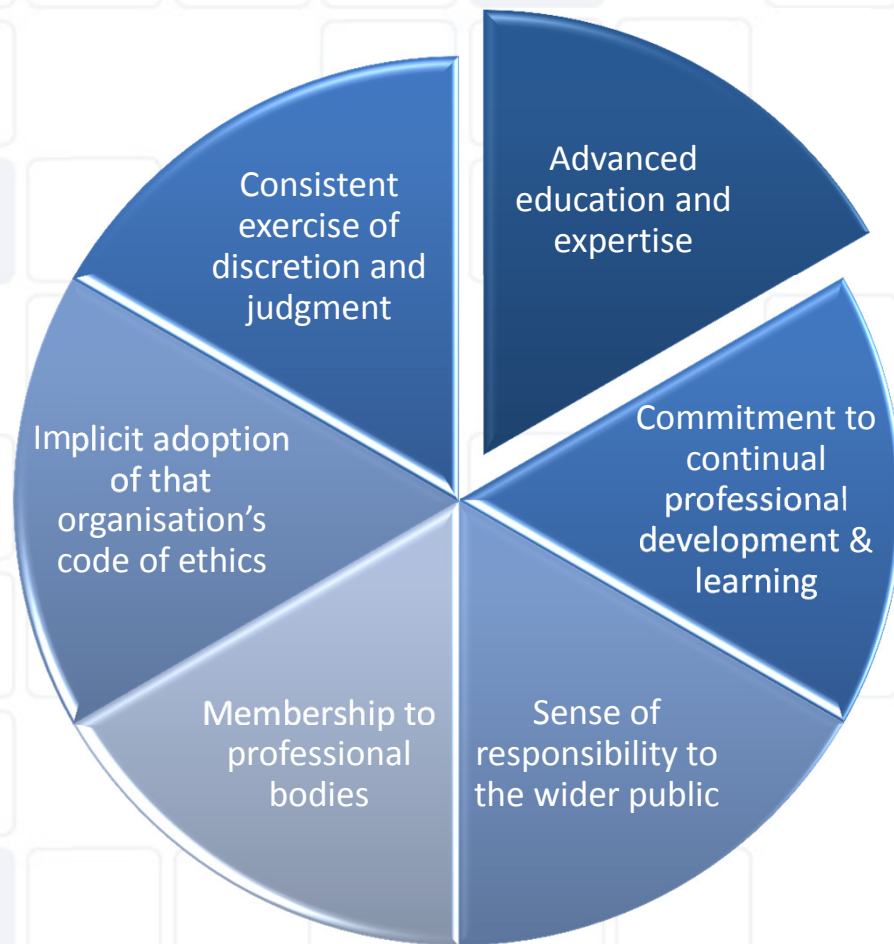 Advanced
education and
expertise
Commitment to
continual
professional
development &
learning
Sense of
responsibility to
the wider public
Membership to
professional
bodies
Implicit adoption
of that
organisation's
code of ethics
Consistent
exercise of
discretion and
judgment